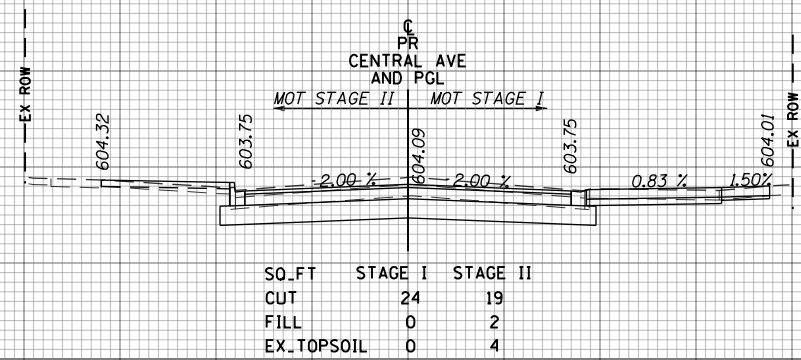 ℄
PR
CENTRAL AVE
AND PGL
MOT STAGE II
MOT STAGE I
EX ROW
604.32
603.75
604.09
603.75
604.01
EX ROW
-2.00 %
-2.00 %
0.83 %
1.50%
SQ_FT STAGE I STAGE II
CUT 24 19
FILL 0 2
EX_TOPSOIL 0 4